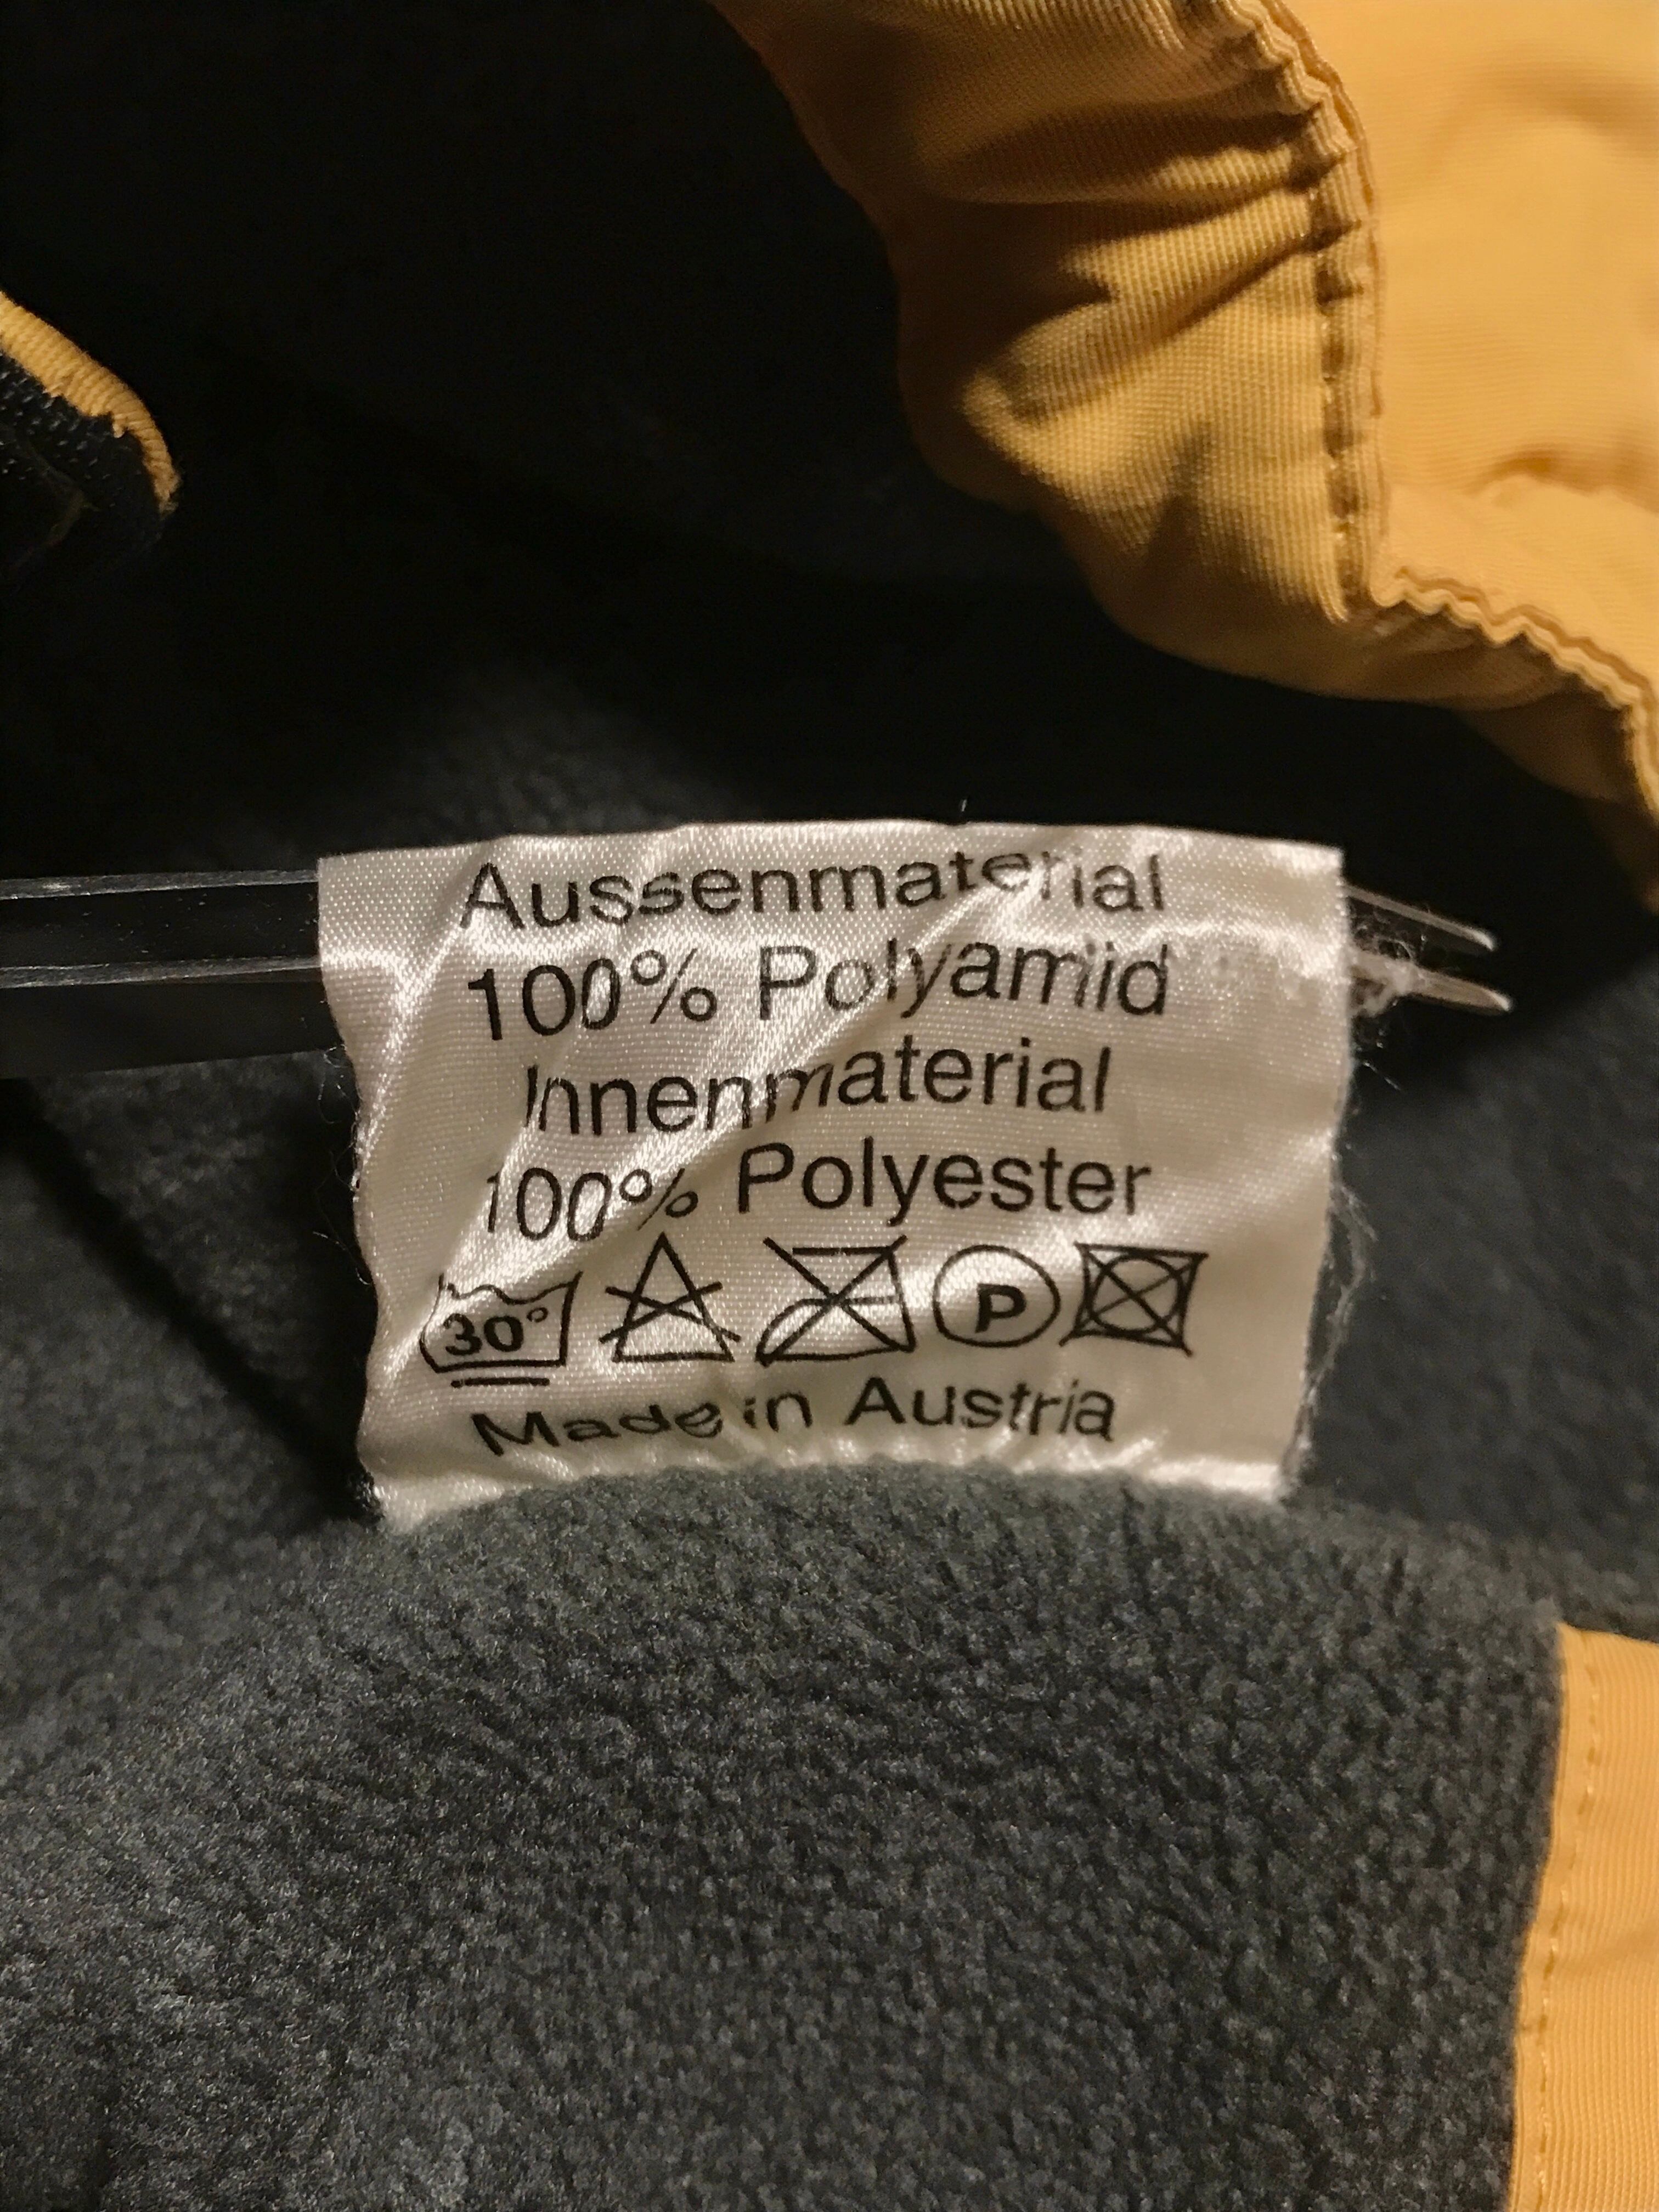 Aussenmaterial
100% Polyamid
Innenmaterial
100% Polyester
30° P
Made in Austria